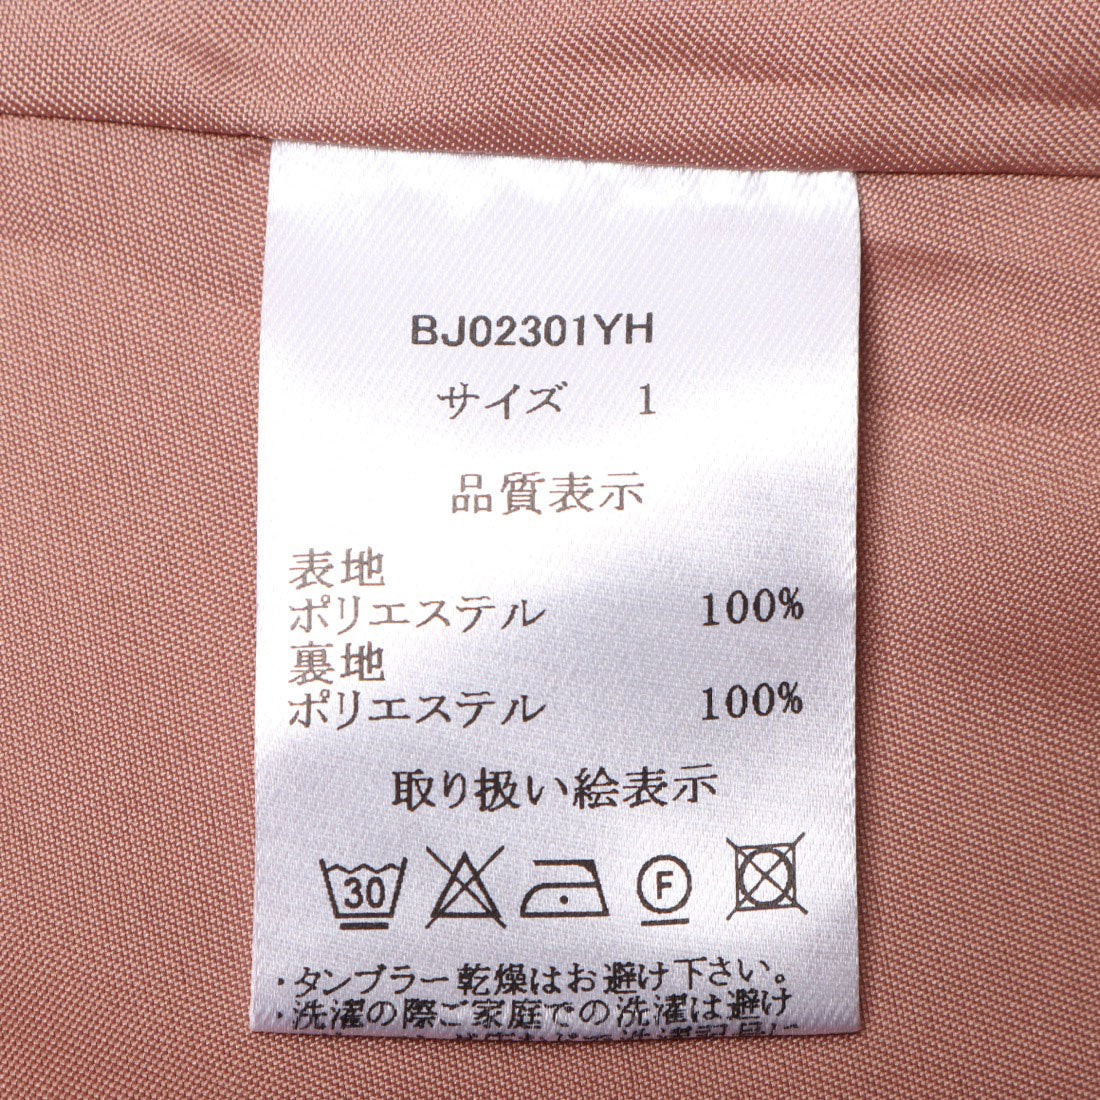 BJ02301YH
サイズ 1
品質表示
表地
ポリエステル 100%
裏地
ポリエステル 100%
取り扱い絵表示
30 F
・タンブラー乾燥はお避け下さい。
・洗濯の際ご家庭での洗濯は避け